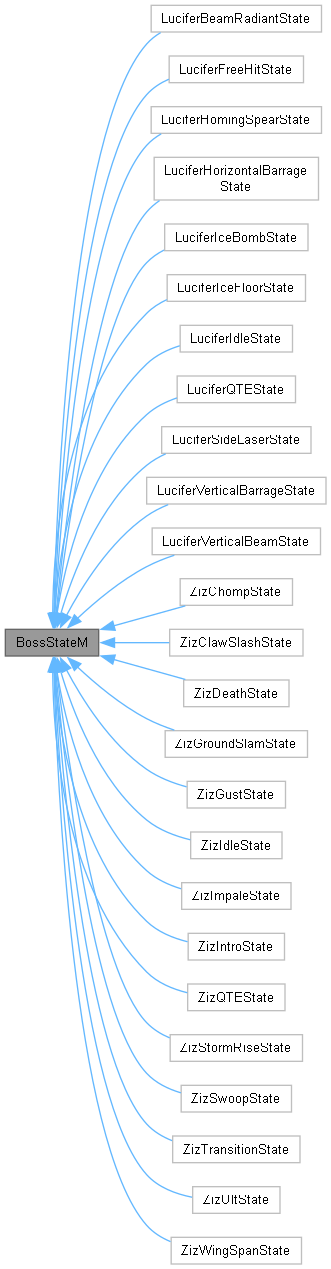 LuciferBeamRadiantState
LuciferFreeHitState
LuciferHomingSpearState
LuciferHorizontalBarrage
State
LuciferIceBombState
LuciferIceFloorState
LuciferIdleState
LuciferQTEState
LuciferSideLaserState
LuciferVerticalBarrageState
LuciferVerticalBeamState
ZizChompState
BossStateM
ZizClawSlashState
ZizDeathState
ZizGroundSlamState
ZizGustState
ZizIdleState
ZizImpaleState
ZizIntroState
ZizQTEState
ZizStormRiseState
ZizSwoopState
ZizTransitionState
ZizUltState
ZizWingSpanState